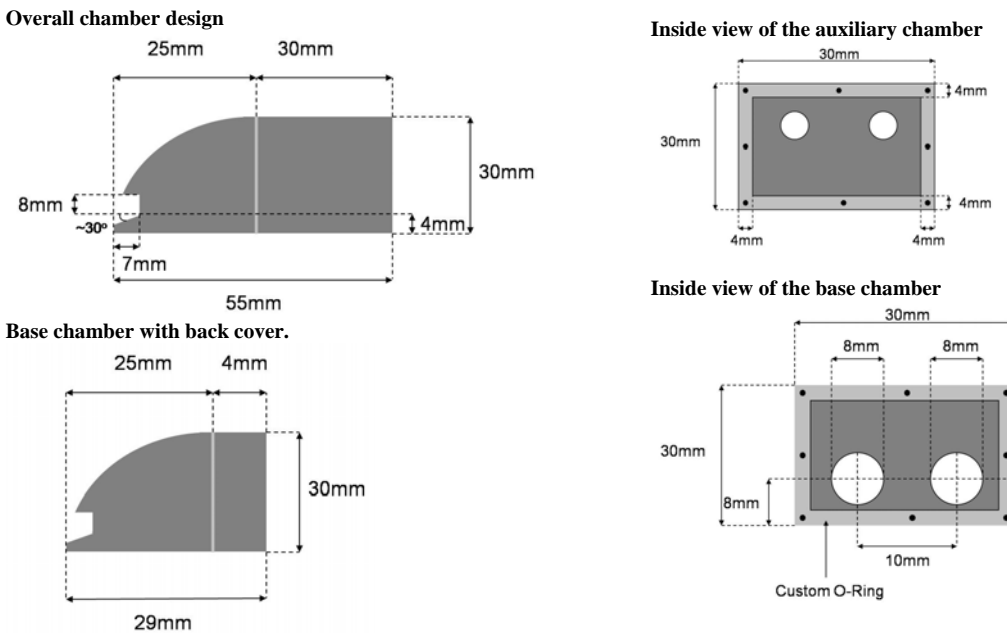 Overall chamber design
25mm
30mm
30mm
8mm
4mm
~30º
7mm
55mm
Base chamber with back cover.
25mm
4mm
30mm
29mm
Inside view of the auxiliary chamber
30mm
4mm
30mm
4mm
4mm
4mm
Inside view of the base chamber
30mm
8mm
8mm
30mm
8mm
10mm
Custom O-Ring